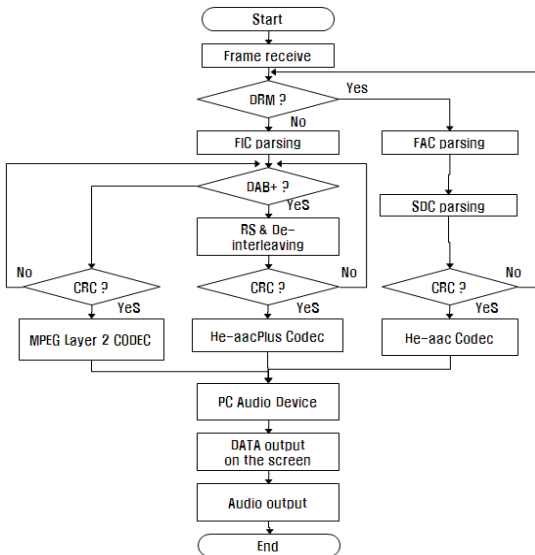 Start
Frame receive
DRM ?
Yes
No
FIC parsing
FAC parsing
DAB+ ?
YeS
SDC parsing
RS & De-
interleaving
No
CRC ?
YeS
CRC ?
No
YeS
CRC ?
No
YeS
MPEG Layer 2 CODEC
He-aacPlus Codec
He-aac Codec
PC Audio Device
DATA output
on the screen
Audio output
End